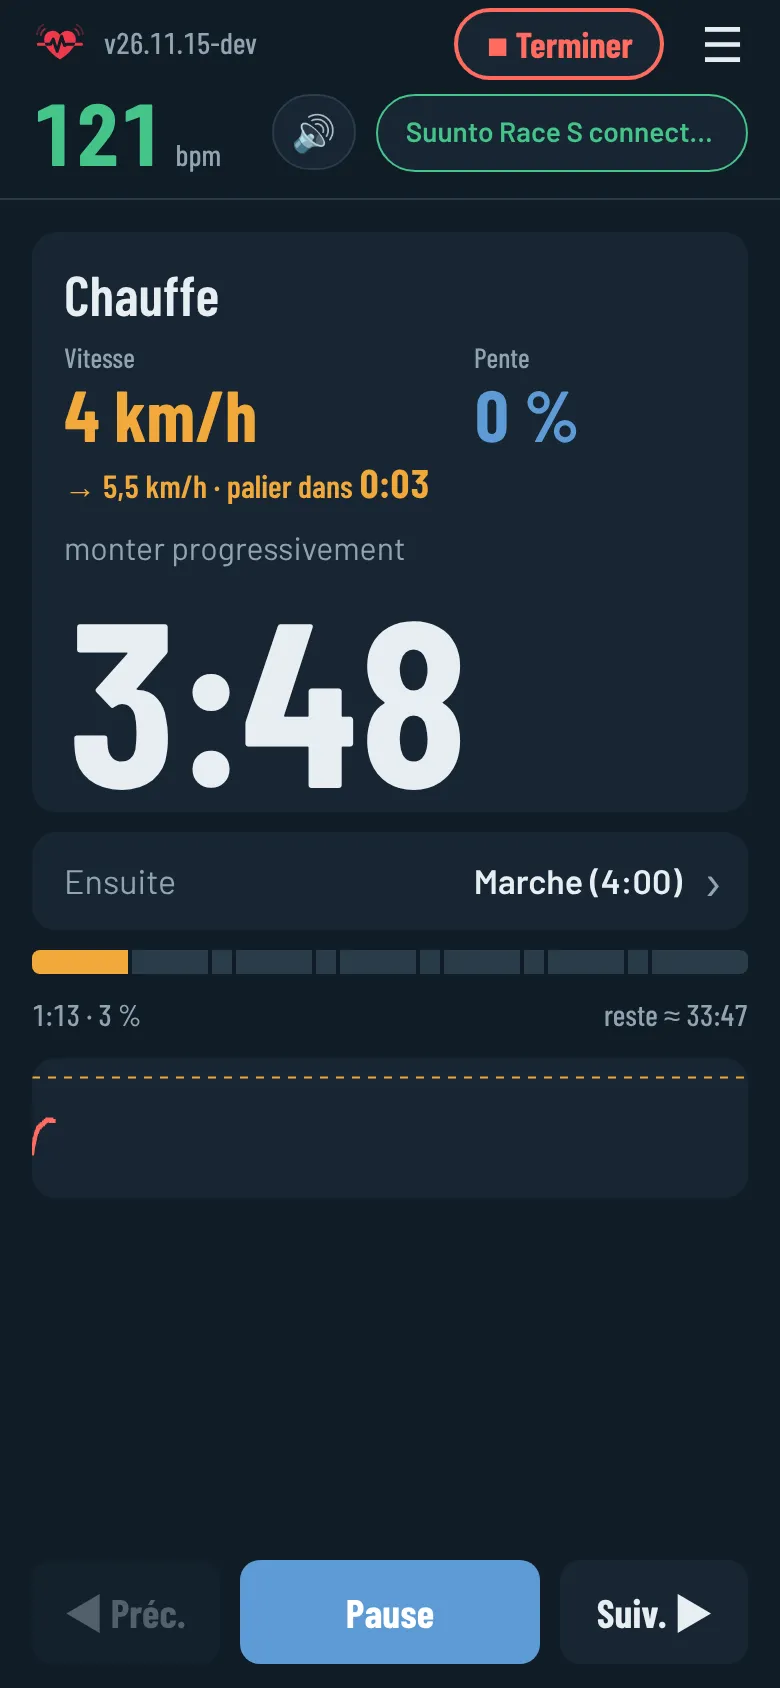 v26.11.15-dev
■ Terminer
☰
121 bpm
🔊
Suunto Race S connect...
Chauffe
Vitesse
Pente
4 km/h
0 %
→ 5,5 km/h · palier dans 0:03
monter progressivement
3:48
Ensuite
Marche (4:00) ›
1:13 · 3 %
reste ≈ 33:47
◀ Préc.
Pause
Suiv. ▶